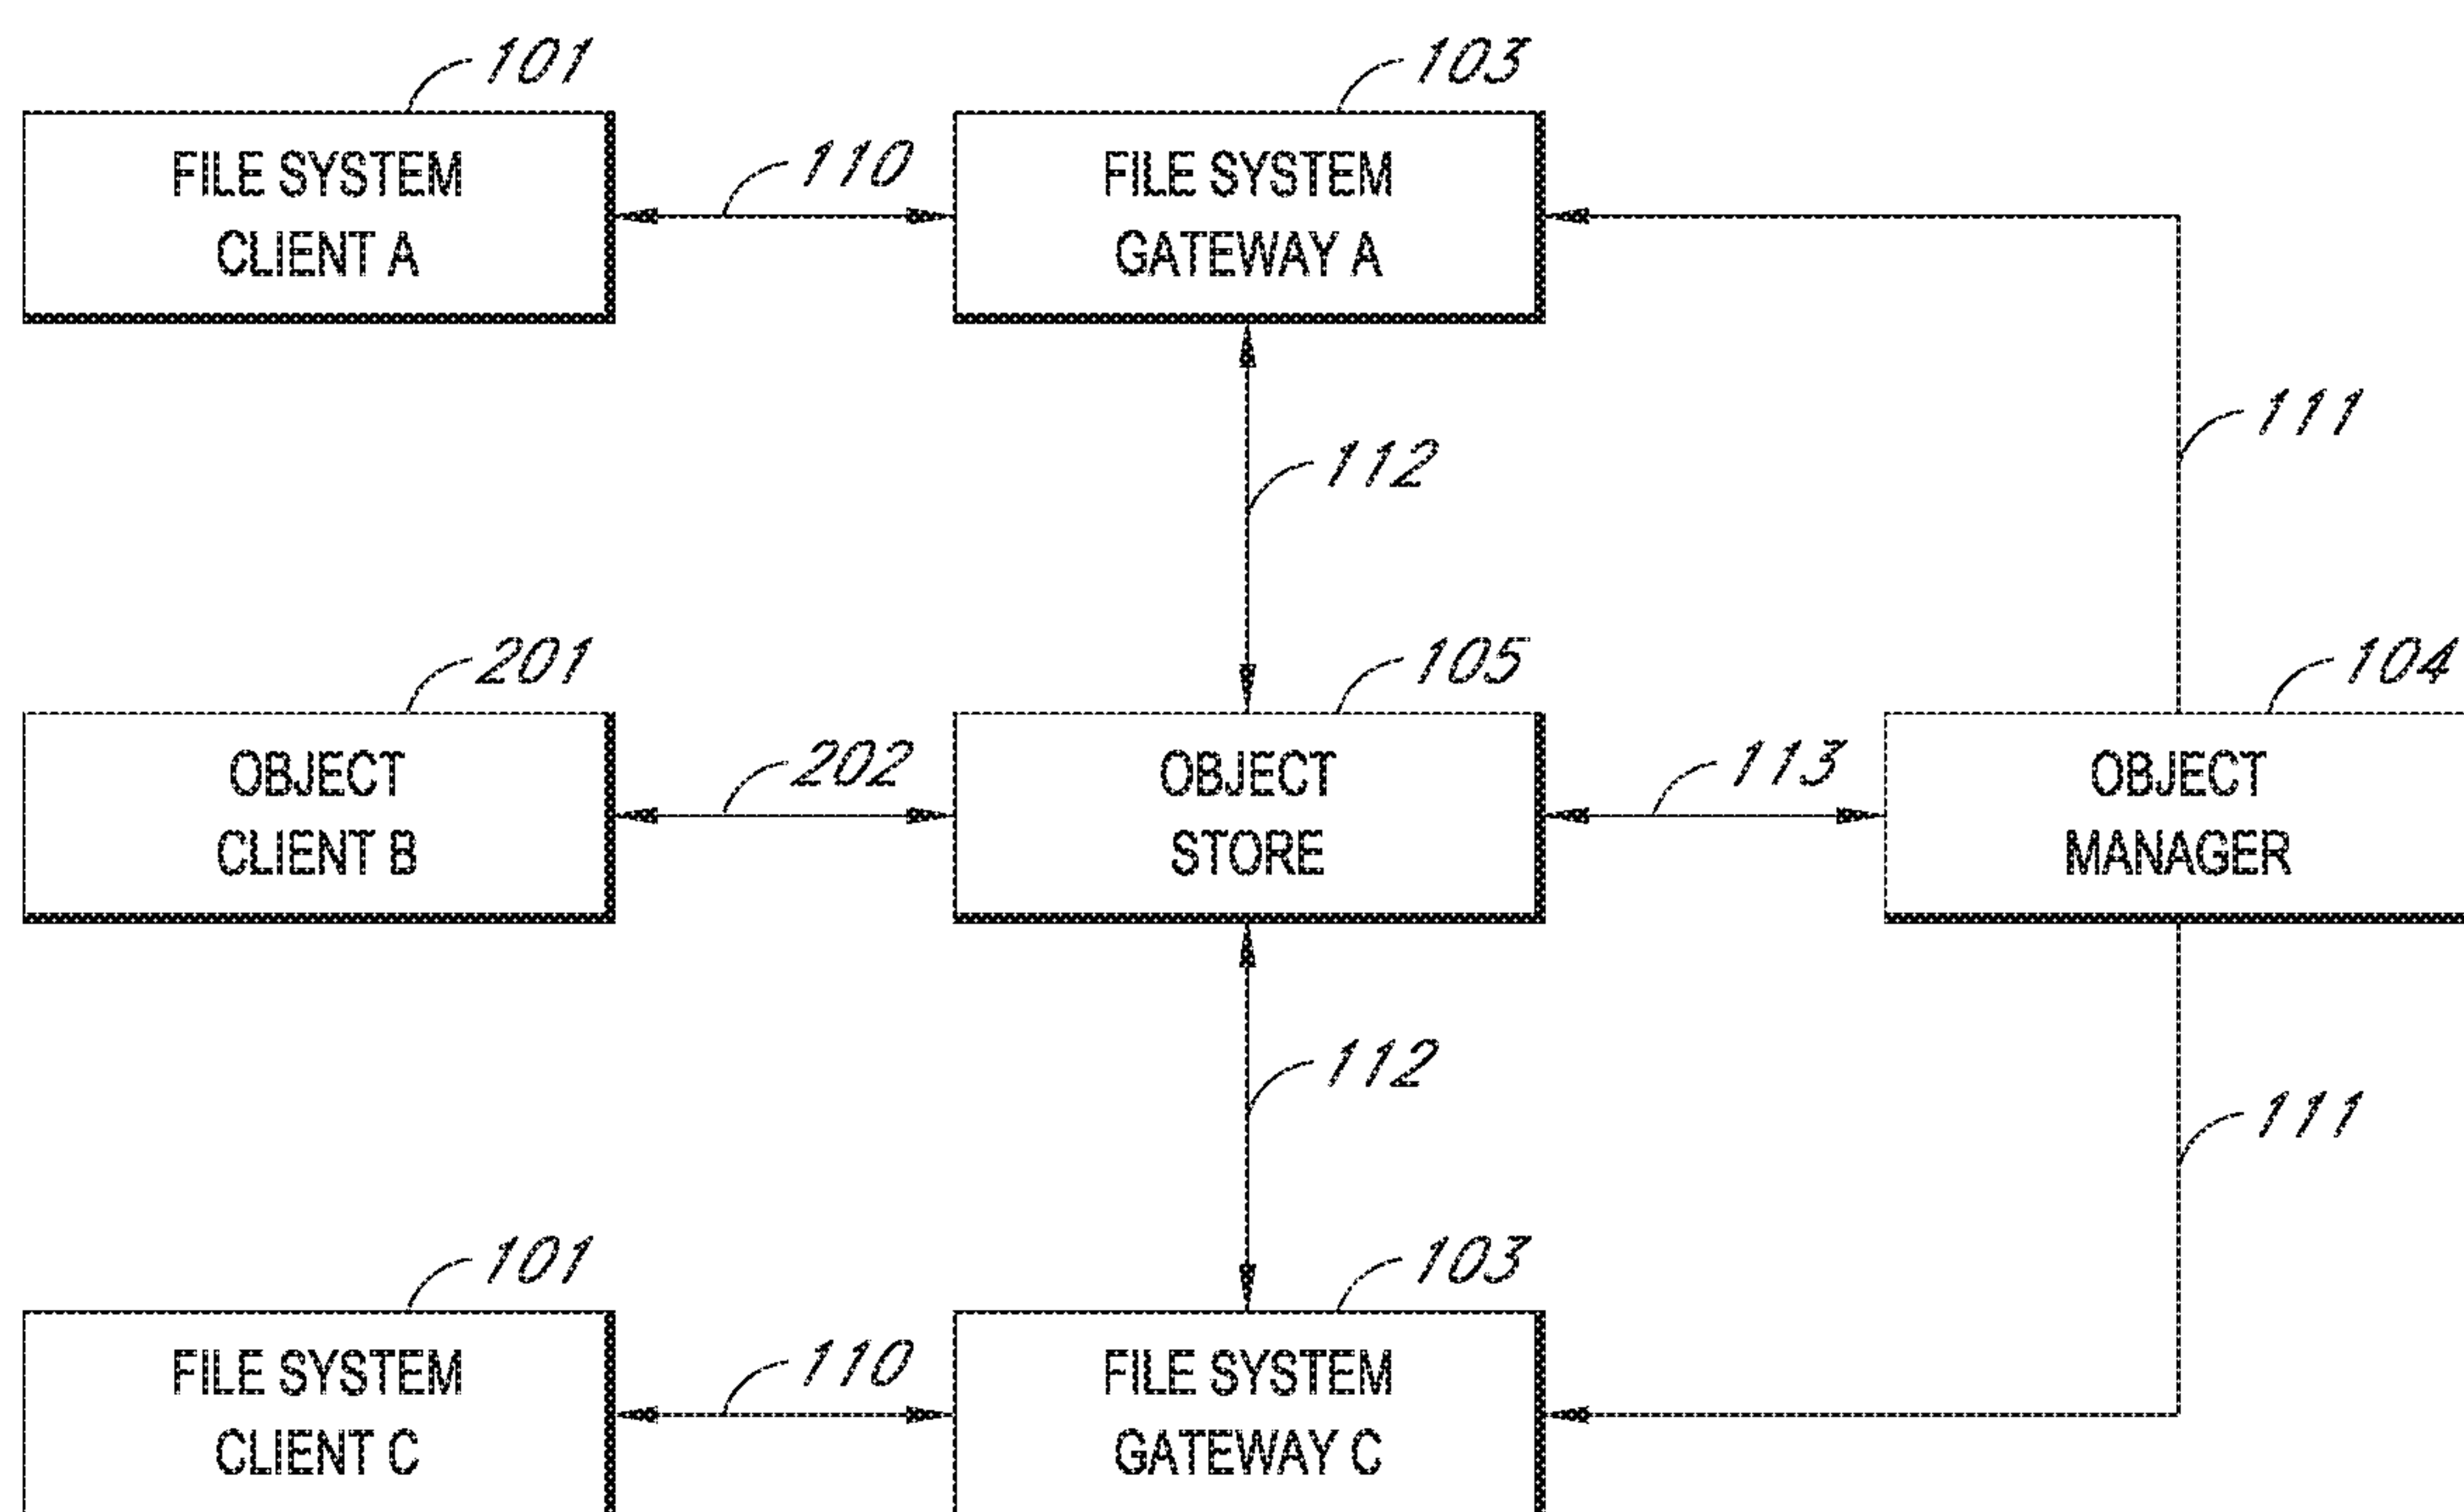 101
103
FILE SYSTEM
CLIENT A
110
FILE SYSTEM
GATEWAY A
112
111
201
105
104
OBJECT
CLIENT B
202
OBJECT
STORE
113
OBJECT
MANAGER
112
111
101
103
FILE SYSTEM
CLIENT C
110
FILE SYSTEM
GATEWAY C